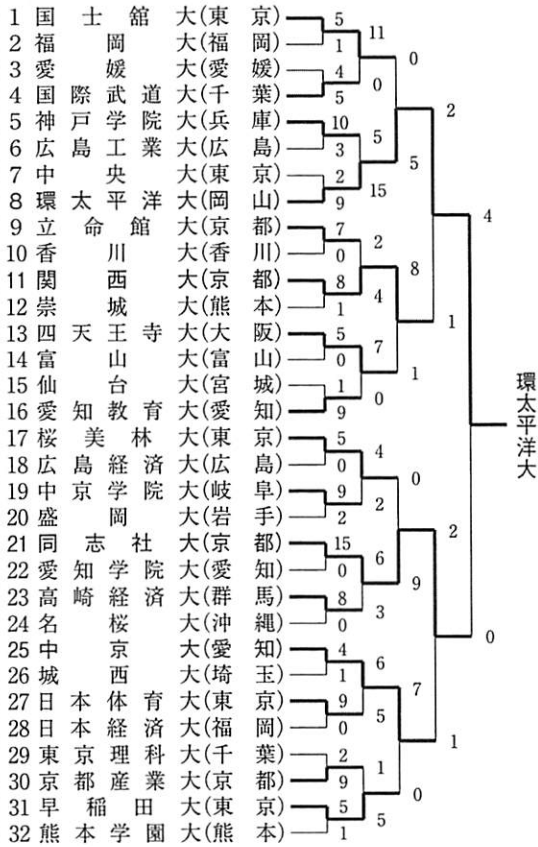 1 国士舘大(東京) 5
2 福岡大(福岡) 1
3 愛媛大(愛媛) 4
4 国際武道大(千葉) 5
5 神戸学院大(兵庫) 10
6 広島工業大(広島) 3
7 中央大(東京) 2
8 環太平洋大(岡山) 9
9 立命館大(京都) 7
10 香川大(香川) 0
11 関西大(京都) 8
12 崇城大(熊本) 1
13 四天王寺大(大阪) 5
14 富山大(富山) 0
15 仙台大(宮城) 1
16 愛知教育大(愛知) 9
17 桜美林大(東京) 5
18 広島経済大(広島) 0
19 中京学院大(岐阜) 9
20 盛岡大(岩手) 2
21 同志社大(京都) 15
22 愛知学院大(愛知) 0
23 高崎経済大(群馬) 8
24 名桜大(沖縄) 0
25 中京大(愛知) 4
26 城西大(埼玉) 1
27 日本体育大(東京) 9
28 日本経済大(福岡) 0
29 東京理科大(千葉) 2
30 京都産業大(京都) 9
31 早稲田大(東京) 5
32 熊本学園大(熊本) 1
11
0
5
15
2
4
7
0
4
2
6
3
6
5
1
5
0
5
8
1
0
9
7
0
2
1
2
1
4
0
環太平洋大